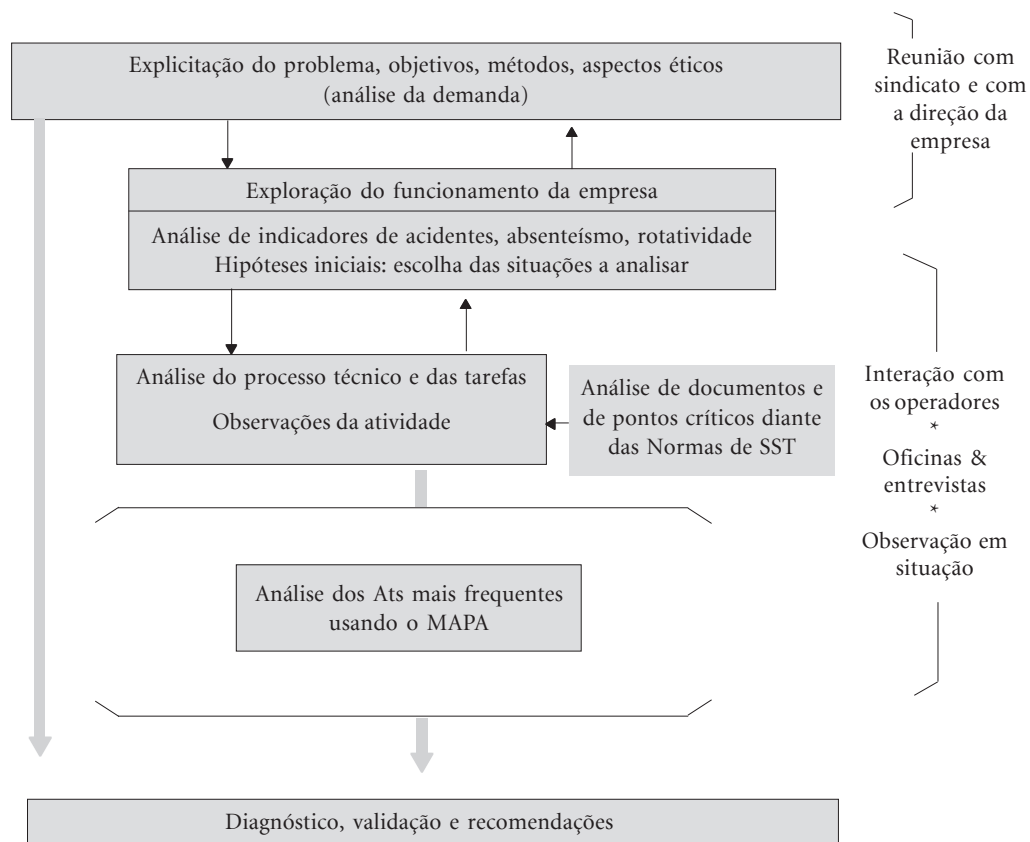 Explicitação do problema, objetivos, métodos, aspectos éticos
(análise da demanda)
Reunião com
sindicato e com
a direção da
empresa
Exploração do funcionamento da empresa
Análise de indicadores de acidentes, absenteísmo, rotatividade
Hipóteses iniciais: escolha das situações a analisar
Análise do processo técnico e das tarefas
Observações da atividade
Análise de documentos e
de pontos críticos diante
das Normas de SST
Interação com
os operadores
*
Oficinas &
entrevistas
*
Observação em
situação
Análise dos Ats mais frequentes
usando o MAPA
Diagnóstico, validação e recomendações